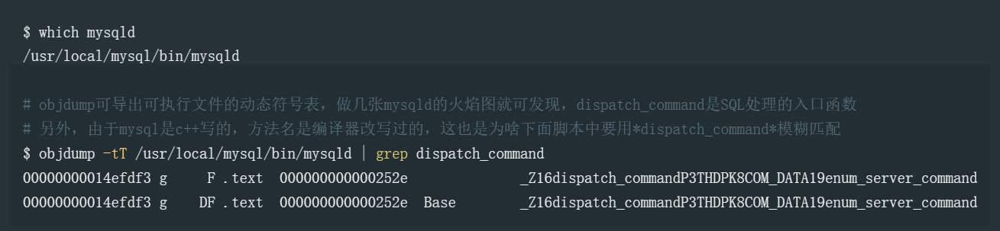 $ which mysqld
/usr/local/mysql/bin/mysqld
# objdump可导出可执行文件的动态符号表，做几张mysqld的火焰图就可发现，dispatch_command是SQL处理的入口函数
# 另外，由于mysql是c++写的，方法名是编译器改写过的，这也是为啥下面脚本中要用*dispatch_command*模糊匹配
$ objdump -tT /usr/local/mysql/bin/mysqld | grep dispatch_command
00000000014efdf3 g     F .text  000000000000252e              _Z16dispatch_commandP3THDPK8COM_DATA19enum_server_command
00000000014efdf3 g    DF .text  000000000000252e  Base        _Z16dispatch_commandP3THDPK8COM_DATA19enum_server_command